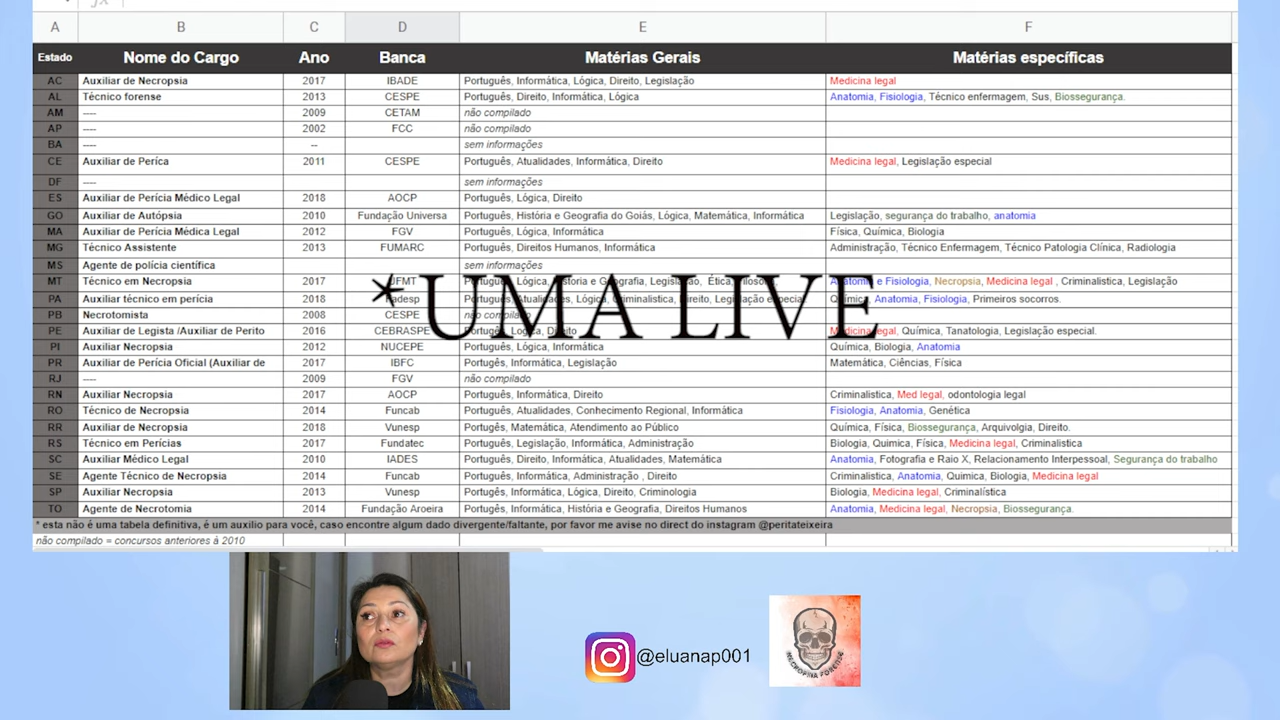 A B C D E F
Estado Nome do Cargo Ano Banca Matérias Gerais Matérias específicas
AC Auxiliar de Necropsia 2017 IBADE Português, Informática, Lógica, Direito, Legislação Medicina legal
AL Técnico forense 2013 CESPE Português, Direito, Informática, Lógica Anatomia, Fisiologia, Técnico enfermagem, Sus, Biossegurança.
AM ---- 2009 CETAM não compilado
AP ---- 2002 FCC não compilado
BA ---- -- sem informações
CE Auxiliar de Períca 2011 CESPE Português, Atualidades, Informática, Direito Medicina legal, Legislação especial
DF ---- sem informações
ES Auxiliar de Perícia Médico Legal 2018 AOCP Português, Lógica, Direito
GO Auxiliar de Autópsia 2010 Fundação Universa Português, História e Geografia do Goiás, Lógica, Matemática, Informática Legislação, segurança do trabalho, anatomia
MA Auxiliar de Perícia Médica Legal 2012 FGV Português, Lógica, Informática Física, Química, Biologia
MG Técnico Assistente 2013 FUMARC Português, Direitos Humanos, Informática Administração, Técnico Enfermagem, Técnico Patologia Clínica, Radiologia
MS Agente de polícia científica sem informações
MT Técnico em Necropsia 2017 UFMT Português, Lógica, História e Geografia, Legislação, Ética, Filosofia. Anatomia e Fisiologia, Necropsia, Medicina legal , Criminalística, Legislação
PA Auxiliar técnico em perícia 2018 Fadesp Português, Atualidades, Lógica, Criminalistica, Direito, Legislação especial Química, Anatomia, Fisiologia, Primeiros socorros.
PB Necrotomista 2008 CESPE não compilado
*UMA LIVE
PE Auxiliar de Legista /Auxiliar de Perito 2016 CEBRASPE Português, Logica, Direito Medicina legal, Química, Tanatologia, Legislação especial.
PI Auxiliar Necropsia 2012 NUCEPE Português, Lógica, Informática Química, Biologia, Anatomia
PR Auxiliar de Perícia Oficial (Auxiliar de 2017 IBFC Português, Informática, Legislação Matemática, Ciências, Física
RJ ---- 2009 FGV não compilado
RN Auxiliar Necropsia 2017 AOCP Português, Informática, Direito Criminalistica, Med legal, odontologia legal
RO Técnico de Necropsia 2014 Funcab Português, Atualidades, Conhecimento Regional, Informática Fisiologia, Anatomia, Genética
RR Auxiliar de Necropsia 2018 Vunesp Portugês, Matemática, Atendimento ao Público Química, Física, Biossegurança, Arquivolgia, Direito.
RS Técnico em Perícias 2017 Fundatec Português, Legislação, Informática, Administração Biologia, Quimica, Física, Medicina legal, Criminalistica
SC Auxiliar Médico Legal 2010 IADES Português, Direito, Informática, Atualidades, Matemática Anatomia, Fotografia e Raio X, Relacionamento Interpessoal, Segurança do trabalho
SE Agente Técnico de Necropsia 2014 Funcab Português, Informática, Administração , Direito Criminalistica, Anatomia, Quimica, Biologia, Medicina legal
SP Auxiliar Necropsia 2013 Vunesp Português, Informática, Lógica, Direito, Criminologia Biologia, Medicina legal, Criminalística
TO Agente de Necrotomia 2014 Fundação Aroeira Portugês, Informática, História e Geografia, Direitos Humanos Anatomia, Medicina legal, Necropsia, Biossegurança.
* esta não é uma tabela definitiva, é um auxilio para você, caso encontre algum dado divergente/faltante, por favor me avise no direct do instagram @peritateixeira
não compilado = concursos anteriores à 2010
@eluanap001
NECROPSIA FORENSE